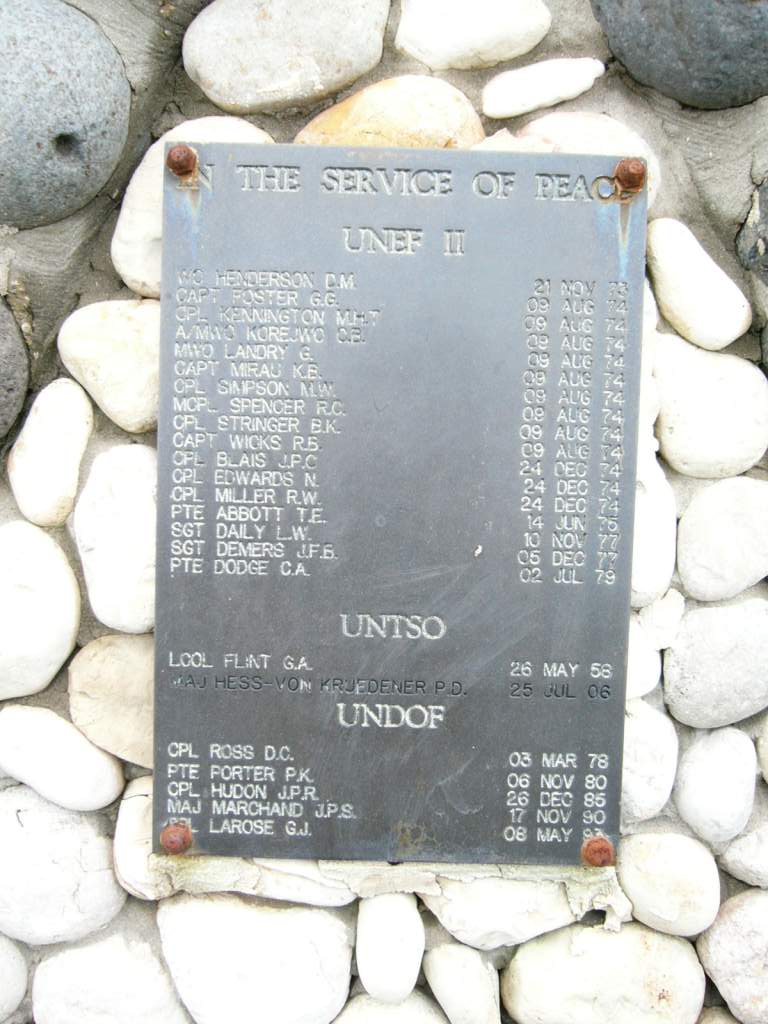 IN THE SERVICE OF PEACE
UNEF II
WO HENDERSON D.M. 21 NOV 73
CAPT FOSTER G.G. 09 AUG 74
CPL KENNINGTON M.H.T 09 AUG 74
A/MWO KOREJWO C.B. 09 AUG 74
MWO LANDRY G. 09 AUG 74
CAPT MIRAU K.B. 09 AUG 74
CPL SIMPSON M.W. 09 AUG 74
MCPL SPENCER R.C. 09 AUG 74
CPL STRINGER B.K. 09 AUG 74
CAPT WICKS R.B. 09 AUG 74
CPL BLAIS J.P.C 24 DEC 74
CPL EDWARDS N. 24 DEC 74
CPL MILLER R.W. 24 DEC 74
PTE ABBOTT T.E. 14 JUN 75
SGT DAILY L.W. 10 NOV 77
SGT DEMERS J.F.B. 05 DEC 77
PTE DODGE C.A. 02 JUL 79
UNTSO
LCOL FLINT G.A. 26 MAY 58
MAJ HESS-VON KRUEDENER P.D. 25 JUL 06
UNDOF
CPL ROSS D.C. 03 MAR 78
PTE PORTER P.K. 06 NOV 80
CPL HUDON J.P.R. 26 DEC 85
MAJ MARCHAND J.P.S. 17 NOV 90
CPL LAROSE G.J. 08 MAY